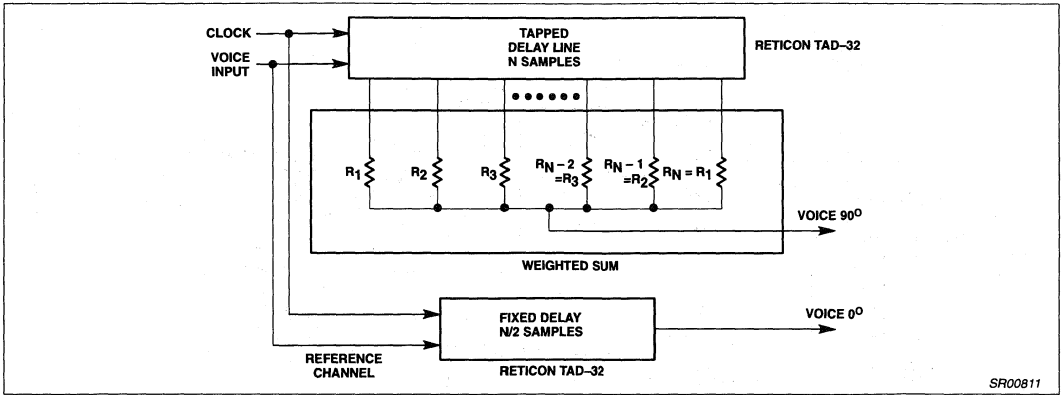 CLOCK
VOICE
INPUT
TAPPED
DELAY LINE
N SAMPLES
RETICON TAD–32
R1
R2
R3
RN – 2
=R3
RN – 1
=R2
RN = R1
VOICE 90O
WEIGHTED SUM
FIXED DELAY
N/2 SAMPLES
VOICE 0O
REFERENCE
CHANNEL
RETICON TAD–32
SR00811